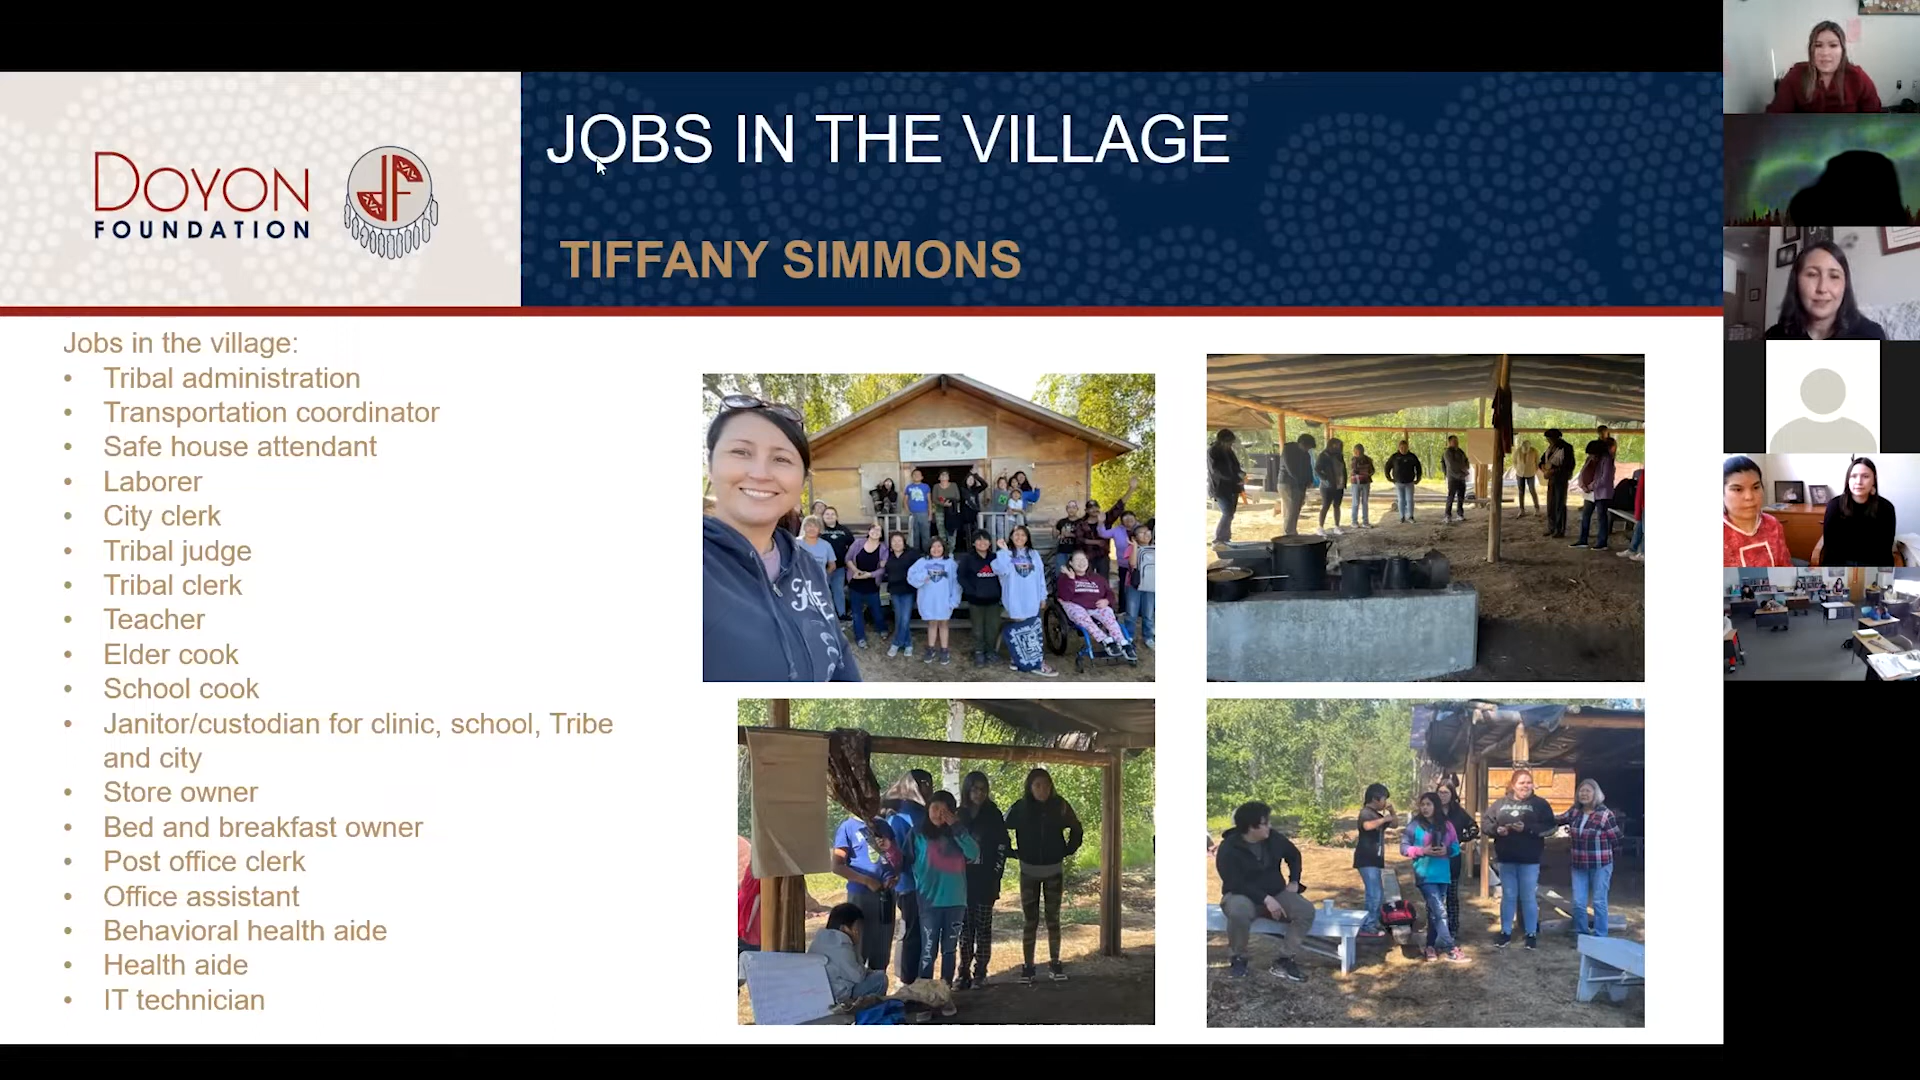 DOYON
FOUNDATION
JOBS IN THE VILLAGE
TIFFANY SIMMONS
Jobs in the village:
• Tribal administration
• Transportation coordinator
• Safe house attendant
• Laborer
• City clerk
• Tribal judge
• Tribal clerk
• Teacher
• Elder cook
• School cook
• Janitor/custodian for clinic, school, Tribe
and city
• Store owner
• Bed and breakfast owner
• Post office clerk
• Office assistant
• Behavioral health aide
• Health aide
• IT technician
adidas